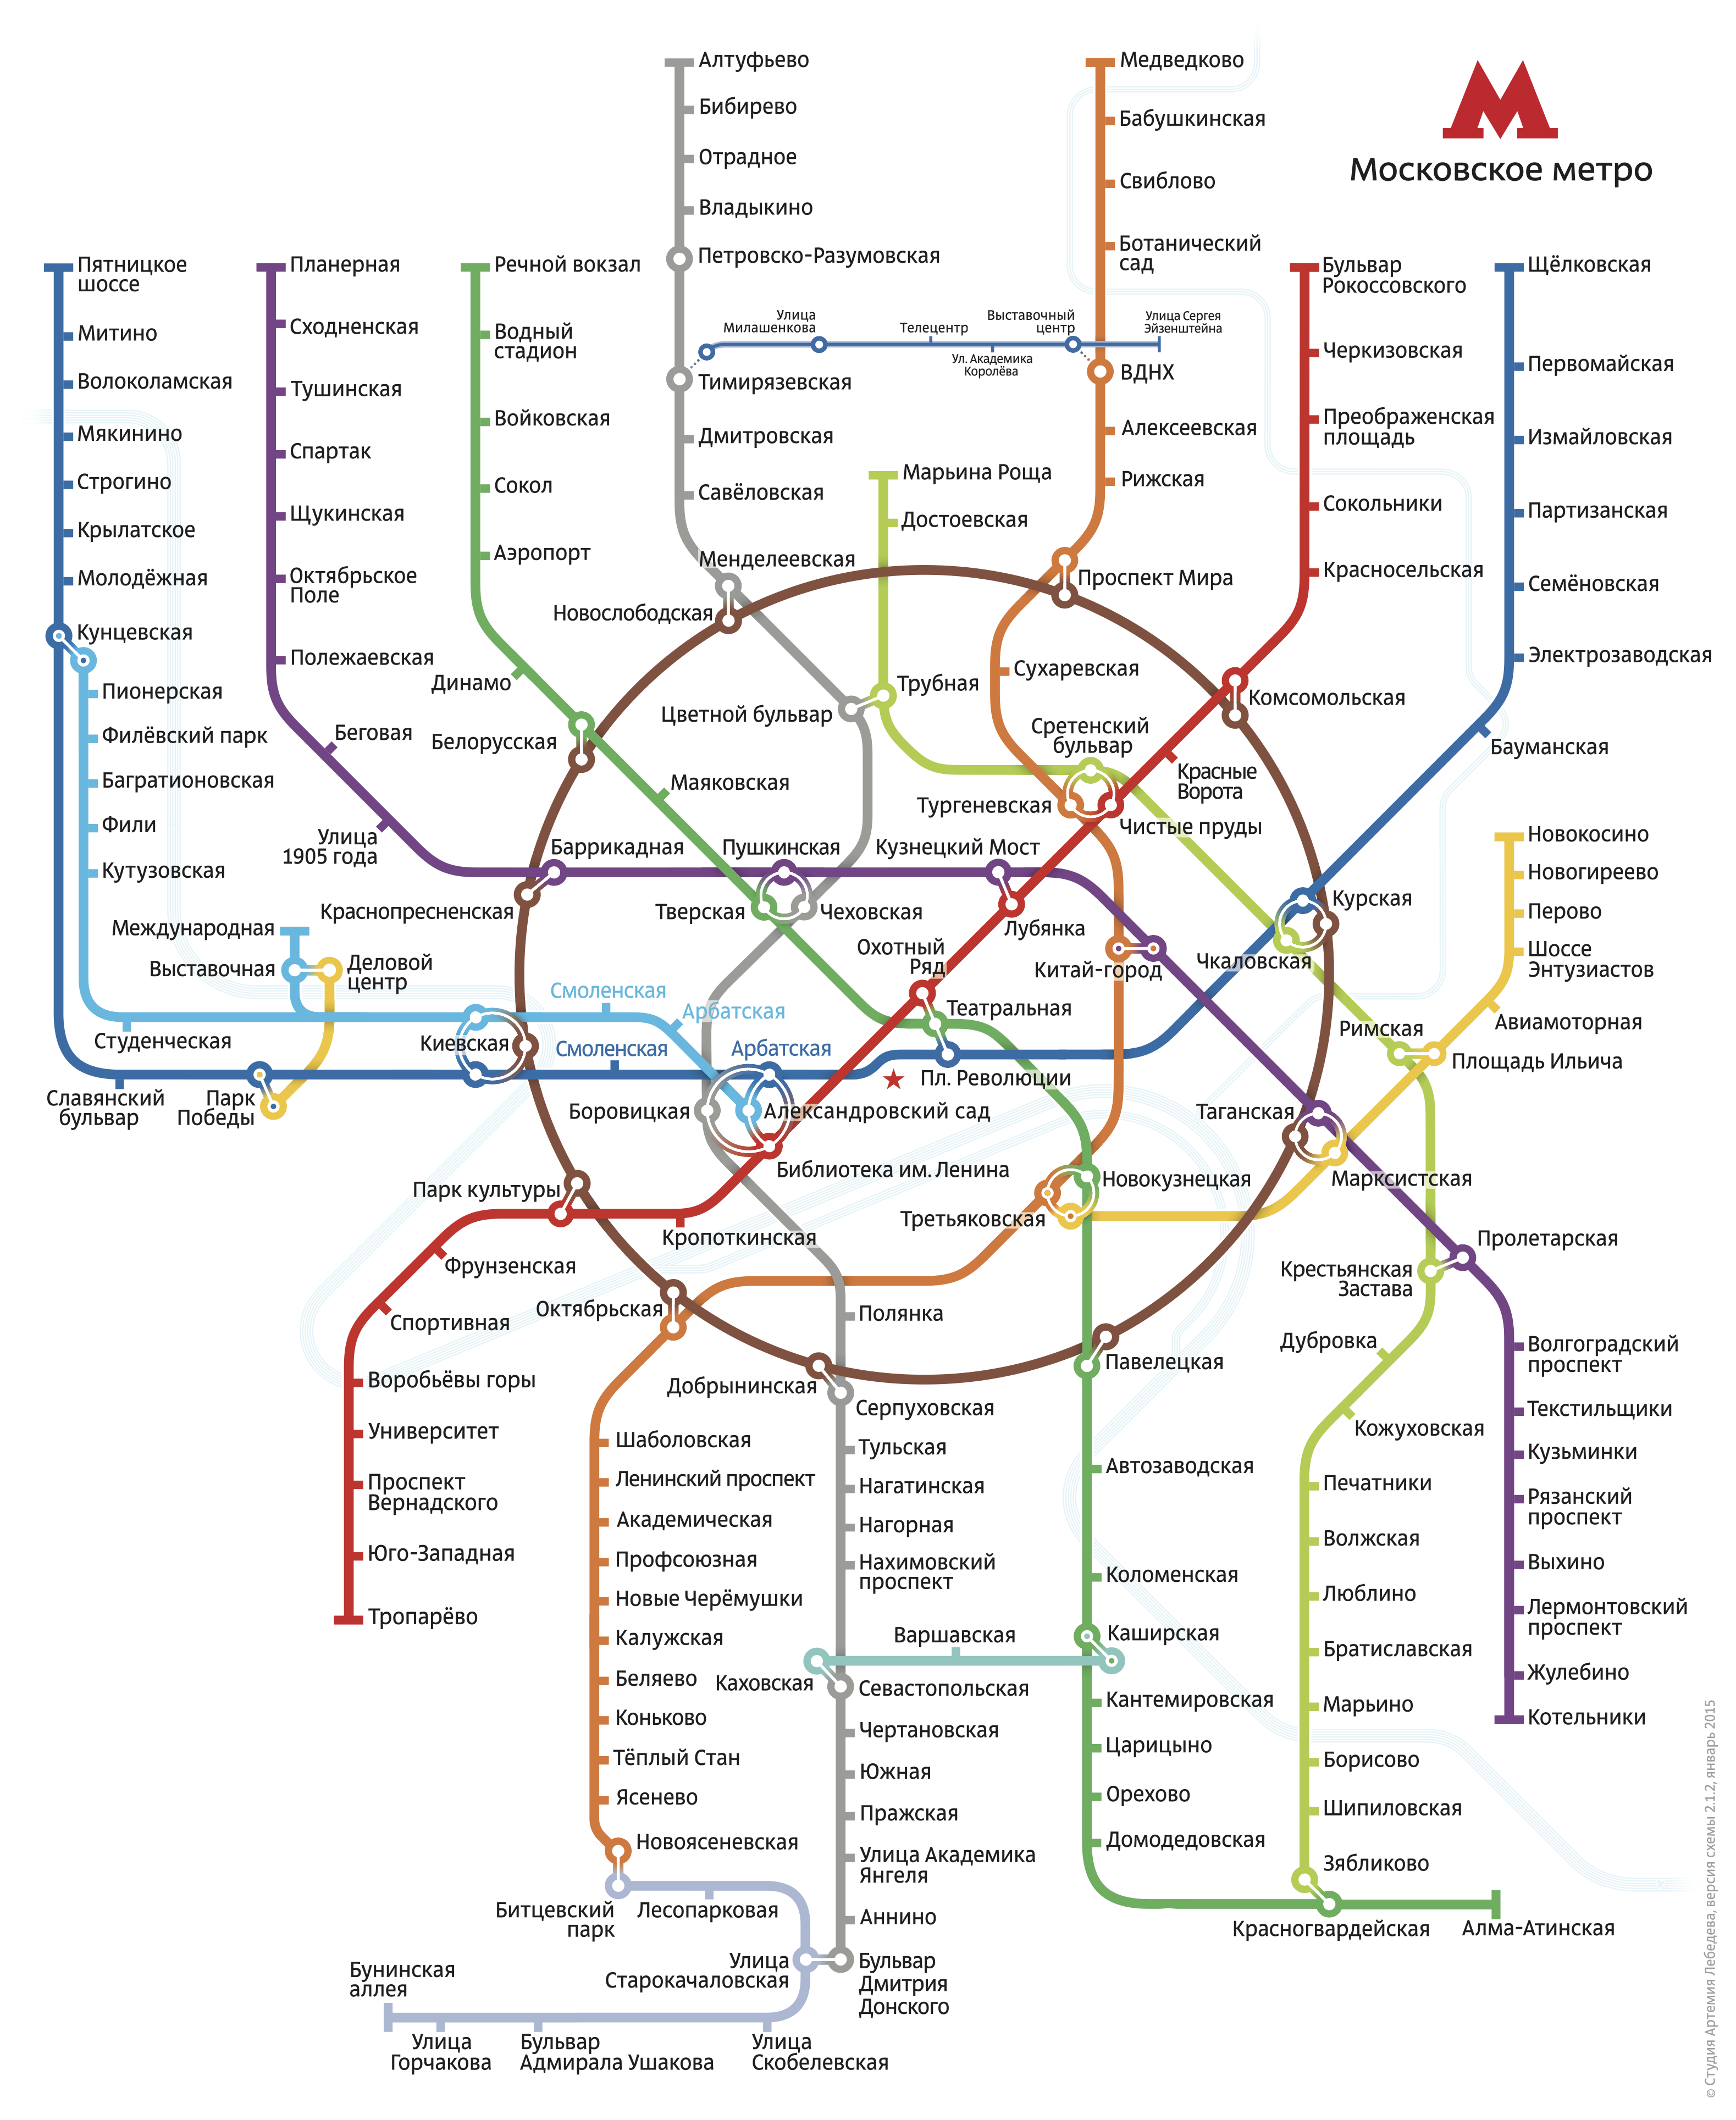 Московское метро
Алтуфьево
Бибирево
Отрадное
Владыкино
Петровско-Разумовская
Тимирязевская
Дмитровская
Савёловская
Менделеевская
Новослободская
Цветной бульвар
Медведково
Бабушкинская
Свиблово
Ботанический
сад
ВДНХ
Алексеевская
Рижская
Проспект Мира
Сухаревская
Улица
Милашенкова
Телецентр
Ул. Академика
Королёва
Выставочный
центр
Улица Сергея
Эйзенштейна
Пятницкое
шоссе
Митино
Волоколамская
Мякинино
Строгино
Крылатское
Молодёжная
Кунцевская
Пионерская
Филёвский парк
Багратионовская
Фили
Кутузовская
Студенческая
Славянский
бульвар
Парк
Победы
Международная
Выставочная
Деловой
центр
Планерная
Сходненская
Тушинская
Спартак
Щукинская
Октябрьское
Поле
Полежаевская
Беговая
Улица
1905 года
Баррикадная
Краснопресненская
Речной вокзал
Водный
стадион
Войковская
Сокол
Аэропорт
Динамо
Белорусская
Маяковская
Пушкинская
Тверская
Чеховская
Кузнецкий Мост
Лубянка
Марьина Роща
Достоевская
Трубная
Сретенский
бульвар
Тургеневская
Чистые пруды
Красные
Ворота
Комсомольская
Бульвар
Рокоссовского
Черкизовская
Преображенская
площадь
Сокольники
Красносельская
Щёлковская
Первомайская
Измайловская
Партизанская
Семёновская
Электрозаводская
Бауманская
Курская
Чкаловская
Новокосино
Новогиреево
Перово
Шоссе
Энтузиастов
Авиамоторная
Площадь Ильича
Римская
Китай-город
Охотный
Ряд
Театральная
Пл. Революции
Смоленская
Арбатская
Киевская
Смоленская
Арбатская
Боровицкая
Александровский сад
Библиотека им. Ленина
Таганская
Марксистская
Новокузнецкая
Третьяковская
Парк культуры
Кропоткинская
Фрунзенская
Спортивная
Воробьёвы горы
Университет
Проспект
Вернадского
Юго-Западная
Тропарёво
Октябрьская
Добрынинская
Полянка
Серпуховская
Павелецкая
Пролетарская
Крестьянская
Застава
Дубровка
Кожуховская
Печатники
Волжская
Люблино
Братиславская
Марьино
Борисово
Шипиловская
Зябликово
Волгоградский
проспект
Текстильщики
Кузьминки
Рязанский
проспект
Выхино
Лермонтовский
проспект
Жулебино
Котельники
Шаболовская
Ленинский проспект
Академическая
Профсоюзная
Новые Черёмушки
Калужская
Беляево
Коньково
Тёплый Стан
Ясенево
Новоясеневская
Битцевский
парк
Лесопарковая
Улица
Старокачаловская
Бунинская
аллея
Улица
Горчакова
Бульвар
Адмирала Ушакова
Улица
Скобелевская
Тульская
Нагатинская
Нагорная
Нахимовский
проспект
Варшавская
Каховская
Севастопольская
Чертановская
Южная
Пражская
Улица Академика
Янгеля
Аннино
Бульвар
Дмитрия
Донского
Автозаводская
Коломенская
Каширская
Кантемировская
Царицыно
Орехово
Домодедовская
Красногвардейская
Алма-Атинская
© Студия Артемия Лебедева, версия схемы 2.1.2, январь 2015